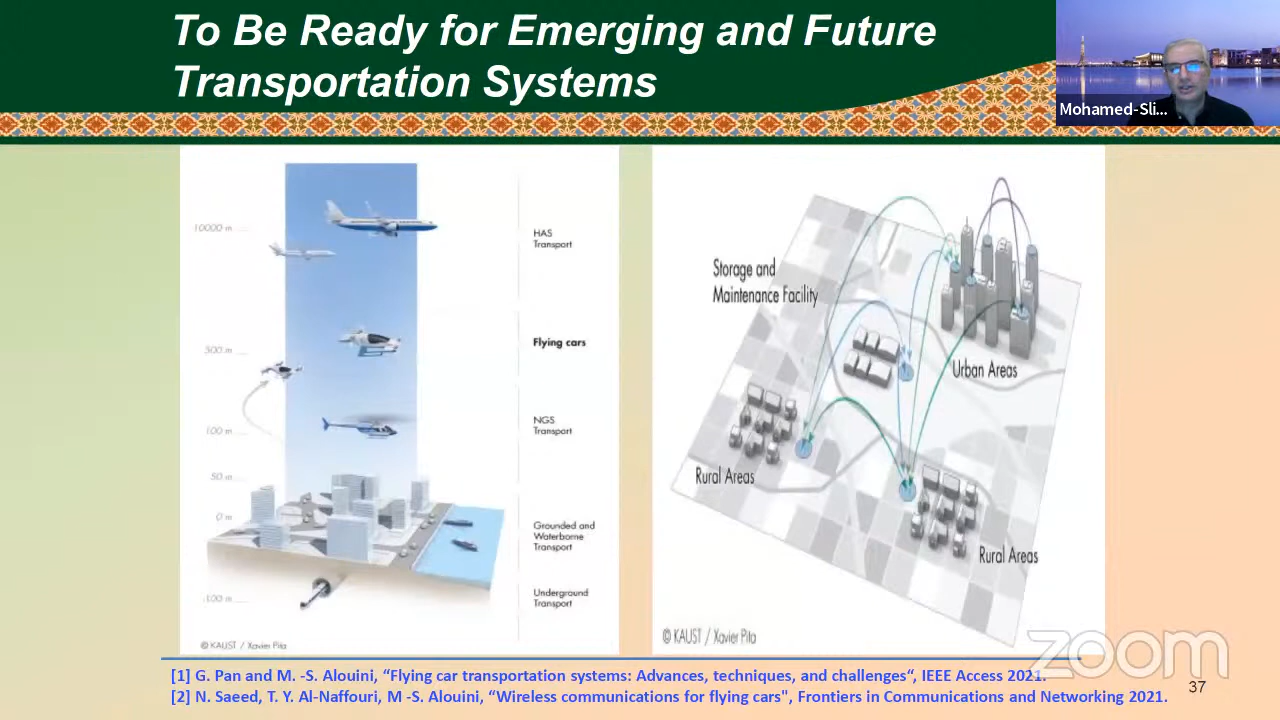 To Be Ready for Emerging and Future
Transportation Systems
Mohamed-Sli...
10000 m
HAS
Transport
500 m
Flying cars
100 m
NGS
Transport
50 m
0 m
Grounded and
Waterborne
Transport
-100 m
Underground
Transport
© KAUST / Xavier Pita
Storage and
Maintenance Facility
Urban Areas
Rural Areas
Rural Areas
© KAUST / Xavier Pita
zoom
[1] G. Pan and M. -S. Alouini, “Flying car transportation systems: Advances, techniques, and challenges“, IEEE Access 2021.
[2] N. Saeed, T. Y. Al-Naffouri, M -S. Alouini, “Wireless communications for flying cars", Frontiers in Communications and Networking 2021.
37